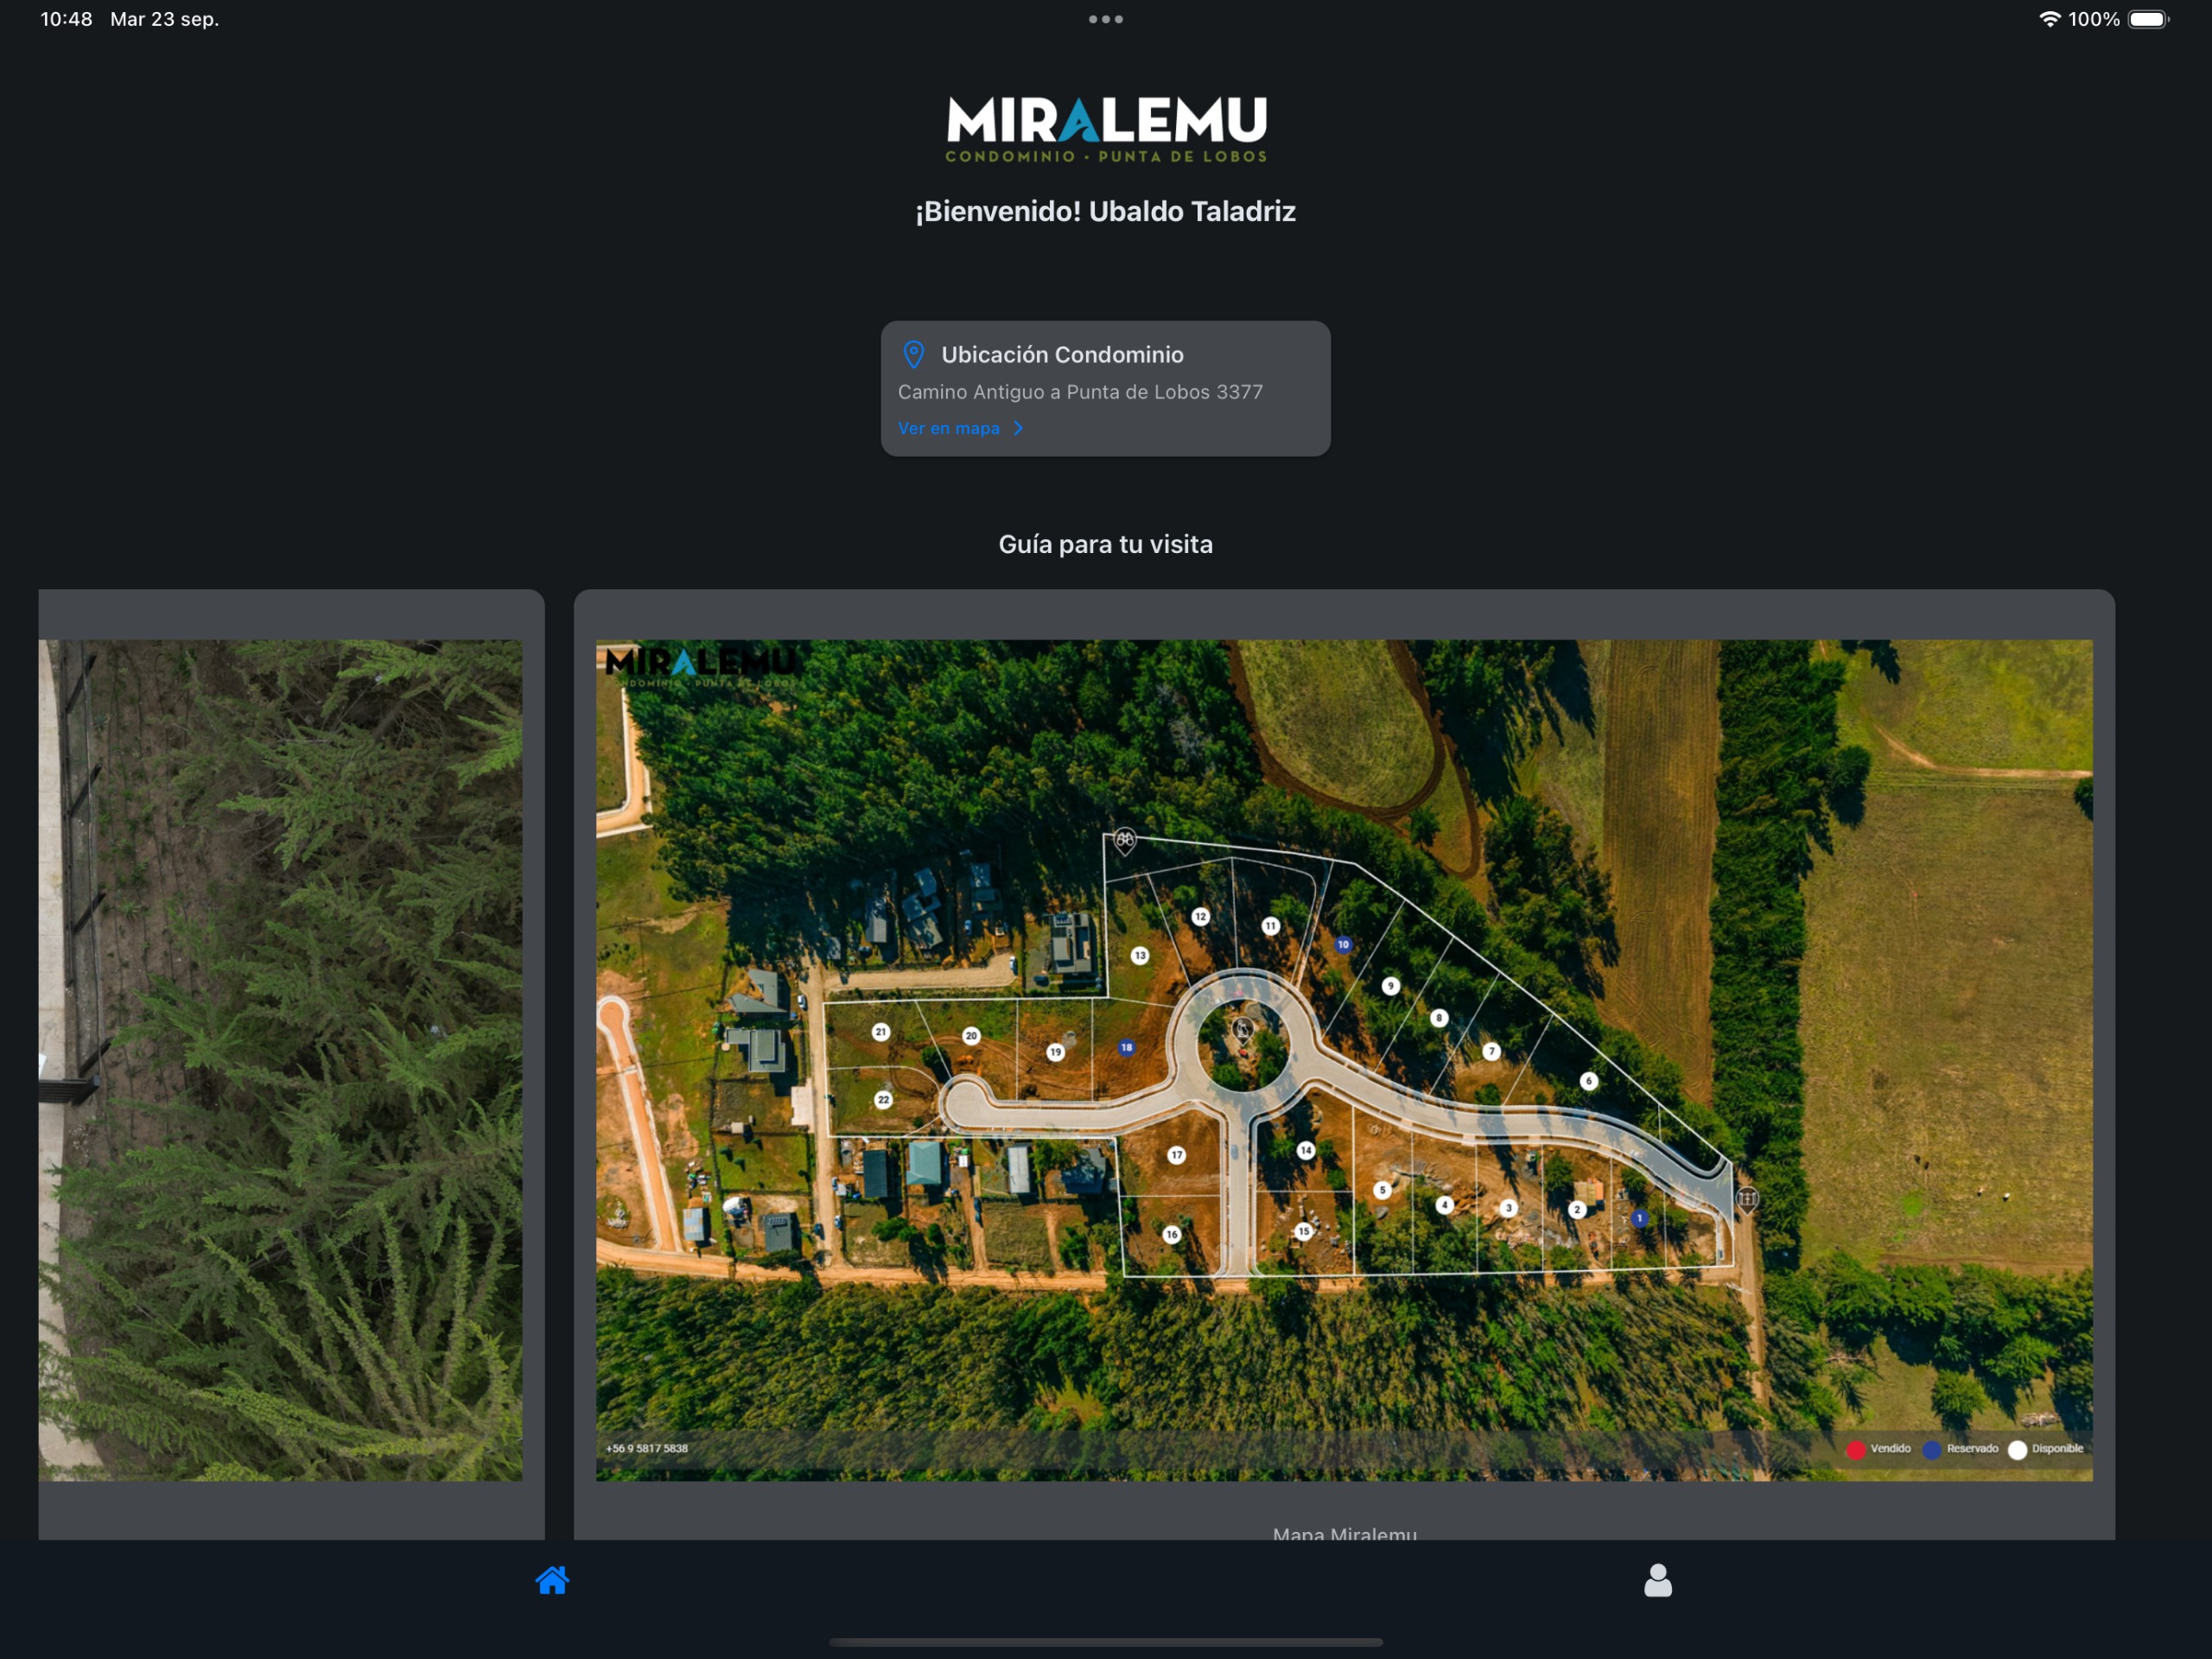 10:48 Mar 23 sep.
100%
MIRALEMU
CONDOMINIO • PUNTA DE LOBOS
¡Bienvenido! Ubaldo Taladriz
Ubicación Condominio
Camino Antiguo a Punta de Lobos 3377
Ver en mapa
Guía para tu visita
MIRALEMU
CONDOMINIO • PUNTA DE LOBOS
12
11
10
13
9
8
21
20
19
18
7
6
22
17
14
5
4
3
2
1
16
15
+56 9 5817 5838
Vendido
Reservado
Disponible
Mapa Miralemu